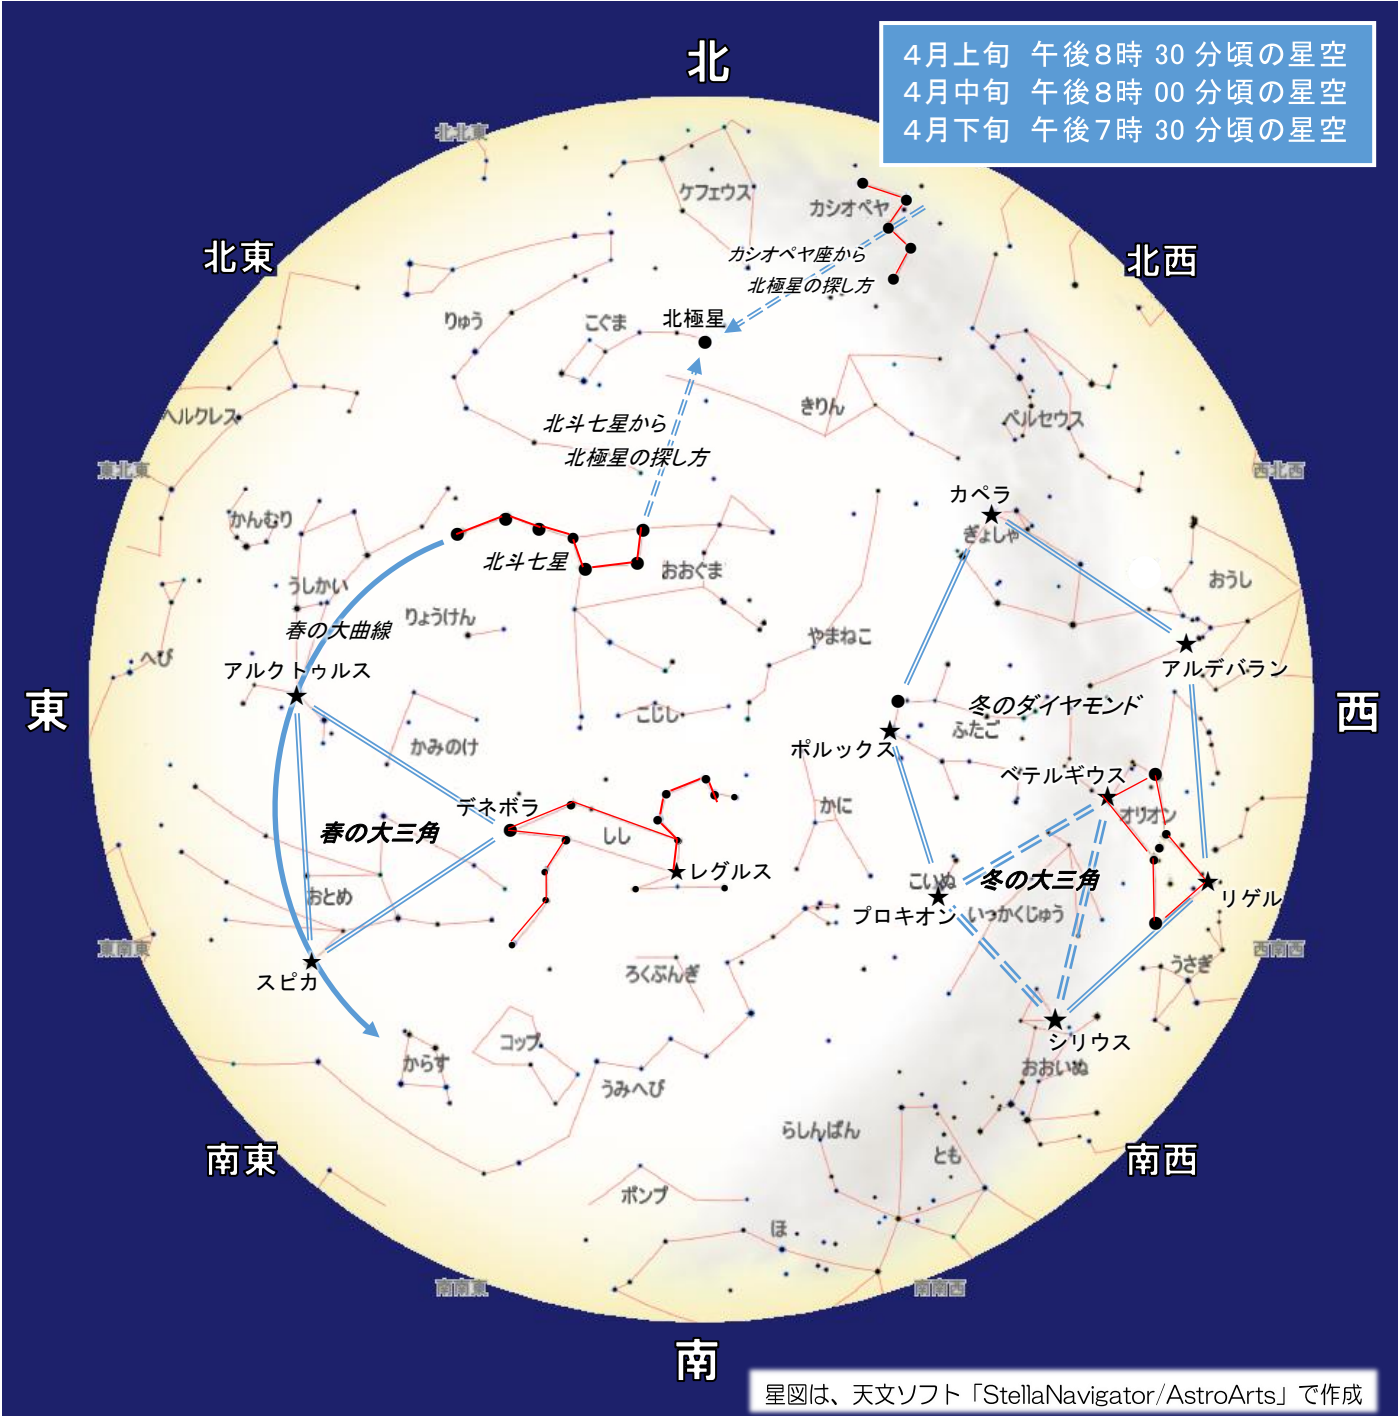 北
４月上旬　午後８時 30 分頃の星空
４月中旬　午後８時 00 分頃の星空
４月下旬　午後７時 30 分頃の星空
北北東
ケフェウス
カシオペヤ
北東
カシオペヤ座から
北極星の探し方
北西
りゅう
こぐま
北極星
ヘルクレス
きりん
ペルセウス
北斗七星から
北極星の探し方
東北東
西北西
カペラ
ぎょしゃ
かんむり
北斗七星
おおぐま
おうし
うしかい
りょうけん
春の大曲線
やまねこ
へび
アルクトゥルス
アルデバラン
東
こじし
冬のダイヤモンド
ふたご
西
かみのけ
ポルックス
ベテルギウス
デネボラ
かに
オリオン
春の大三角
しし
レグルス
こいぬ
冬の大三角
おとめ
リゲル
プロキオン
いっかくじゅう
東南東
西南西
スピカ
ろくぶんぎ
うさぎ
からす
コップ
シリウス
おおいぬ
うみへび
らしんばん
とも
南東
南西
ポンプ
ほ
南南東
南南西
南
星図は、天文ソフト「StellaNavigator/AstroArts」で作成